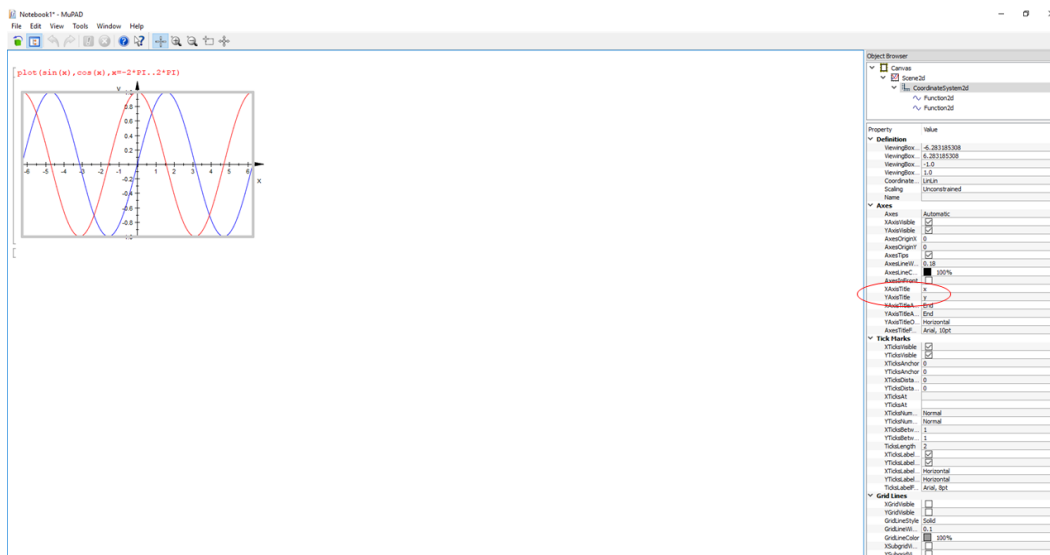 Notebook1* - MuPAD
File Edit View Tools Window Help
plot(sin(x),cos(x),x=-2*PI..2*PI)
y
0.8
0.6
0.4
0.2
-6 -5 -4 -3 -2 -1 1 2 3 4 5 6
x
-0.2
-0.4
-0.6
-0.8
-1.0
Object Browser
Canvas
Scene2d
CoordinateSystem2d
Function2d
Function2d
Property Value
Definition
ViewingBox... -6.283185308
ViewingBox... 6.283185308
ViewingBox... -1.0
ViewingBox... 1.0
Coordinate... LinLin
Scaling Unconstrained
Name
Axes
Axes Automatic
XAxisVisible
YAxisVisible
AxesOriginX 0
AxesOriginY 0
AxesTips
AxesLineW... 0.18
AxesLineC... 100%
AxesInFront
XAxisTitle x
YAxisTitle y
XAxisTitleA... End
YAxisTitleA... End
YAxisTitleO... Horizontal
AxesTitleF... Arial, 10pt
Tick Marks
XTicksVisible
YTicksVisible
XTicksAnchor 0
YTicksAnchor 0
XTicksDista... 0
YTicksDista... 0
XTicksAt
YTicksAt
XTicksNum... Normal
YTicksNum... Normal
XTicksBetw... 1
YTicksBetw... 1
TicksLength 2
XTicksLabel...
YTicksLabel...
XTicksLabel... Horizontal
YTicksLabel... Horizontal
TicksLabelF... Arial, 8pt
Grid Lines
XGridVisible
YGridVisible
GridLineStyle Solid
GridLineWi... 0.1
GridLineColor 100%
XSubgridVi...
YSubgridVi...